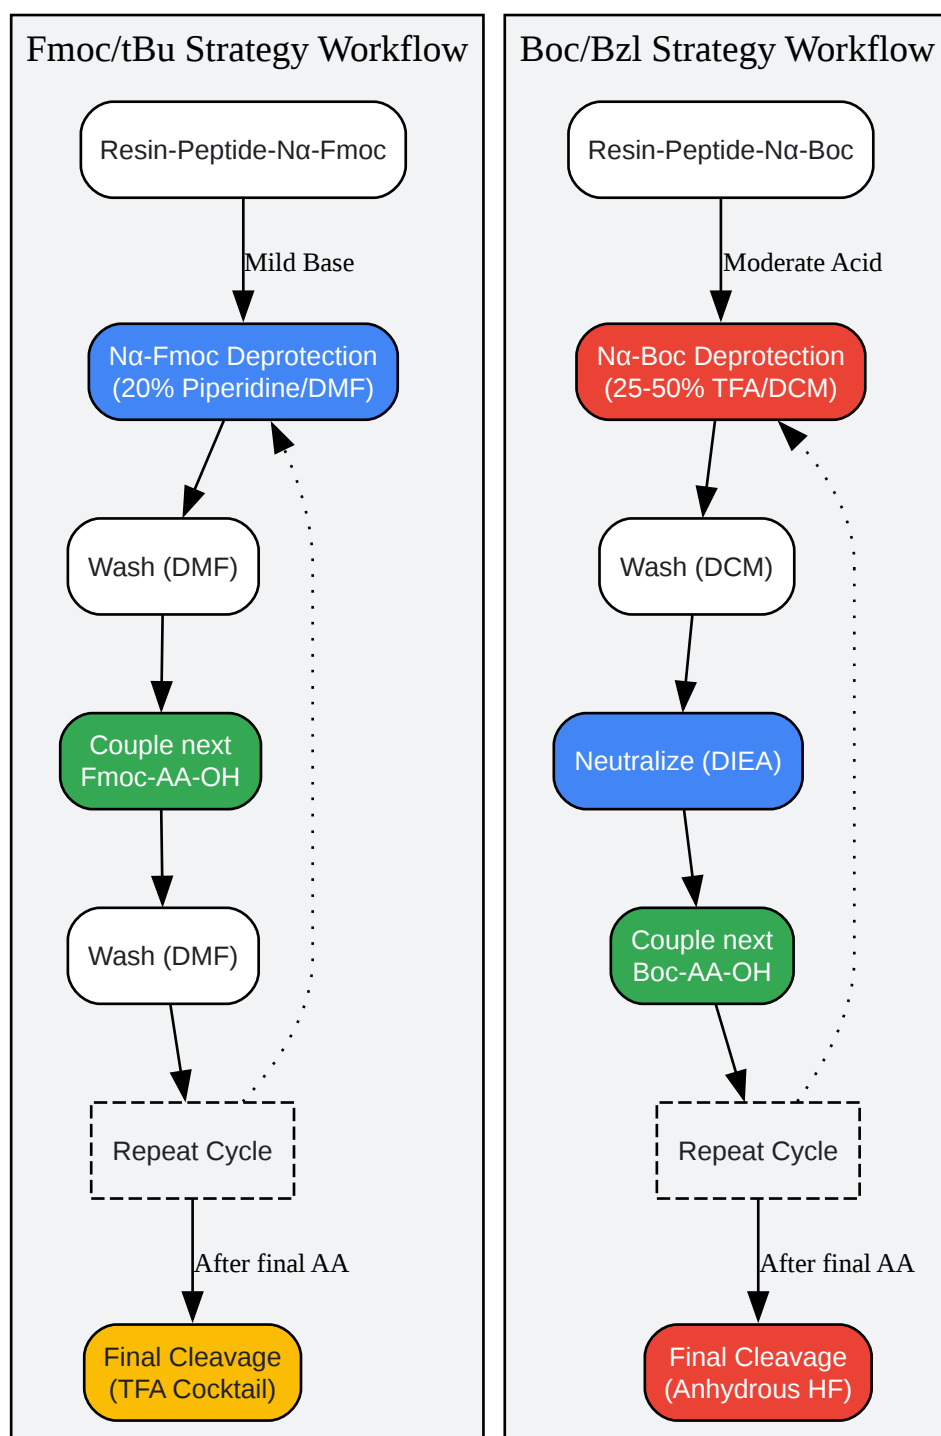 Fmoc/tBu Strategy Workflow
Resin-Peptide-Nα-Fmoc
Mild Base
Nα-Fmoc Deprotection
(20% Piperidine/DMF)
Wash (DMF)
Couple next
Fmoc-AA-OH
Wash (DMF)
Repeat Cycle
After final AA
Final Cleavage
(TFA Cocktail)
Boc/Bzl Strategy Workflow
Resin-Peptide-Nα-Boc
Moderate Acid
Nα-Boc Deprotection
(25-50% TFA/DCM)
Wash (DCM)
Neutralize (DIEA)
Couple next
Boc-AA-OH
Repeat Cycle
After final AA
Final Cleavage
(Anhydrous HF)